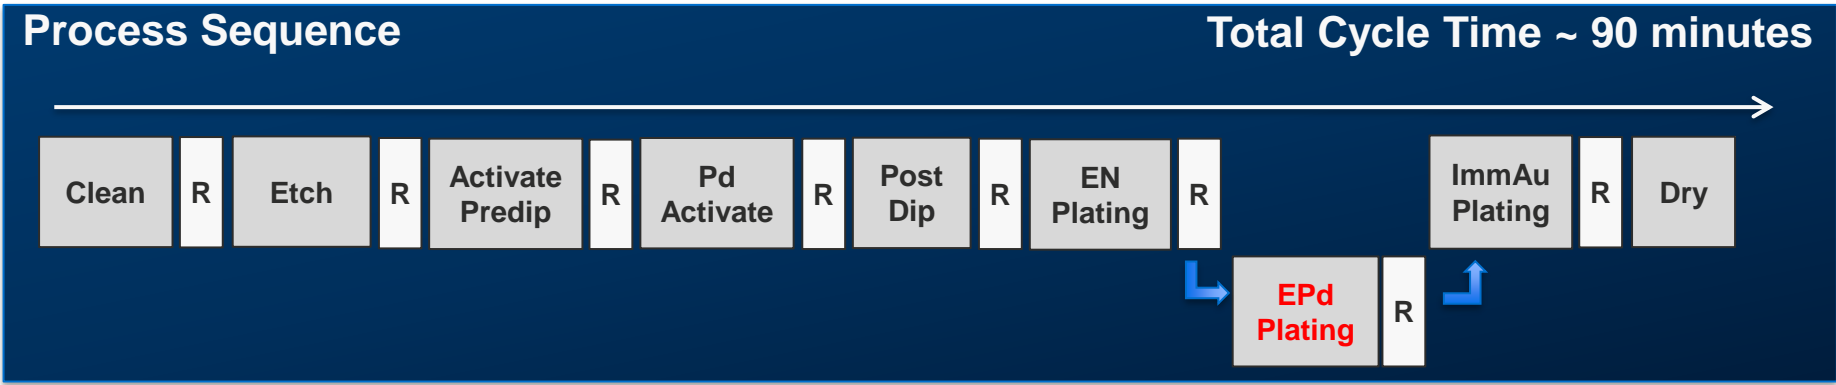 Process Sequence
Total Cycle Time ~ 90 minutes
Clean
R
Etch
R
Activate
Predip
R
Pd
Activate
R
Post
Dip
R
EN
Plating
R
EPd
Plating
R
ImmAu
Plating
R
Dry